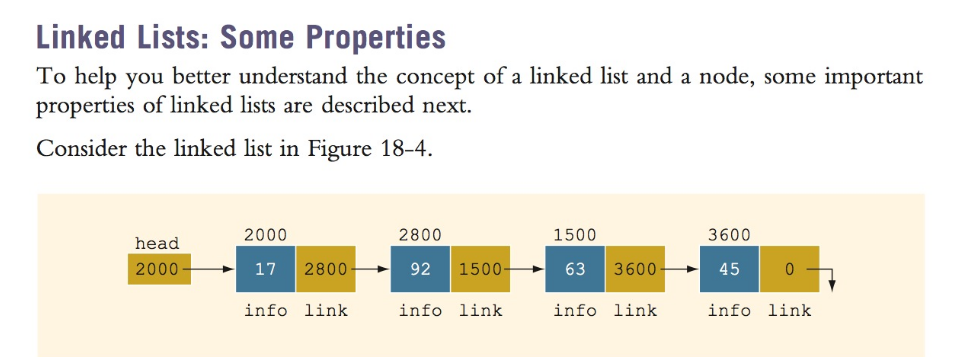 Linked Lists: Some Properties
To help you better understand the concept of a linked list and a node, some important
properties of linked lists are described next.
Consider the linked list in Figure 18-4.
head 2000 2800 1500 3600
2000 17 2800 92 1500 63 3600 45 0
info link info link info link info link